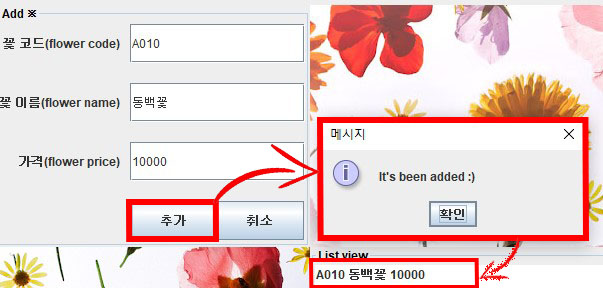 Add ※
꽃 코드(flower code) A010
꽃 이름(flower name) 동백꽃
가격(flower price) 10000
추가 취소
메시지
It's been added :)
확인
List view
A010 동백꽃 10000